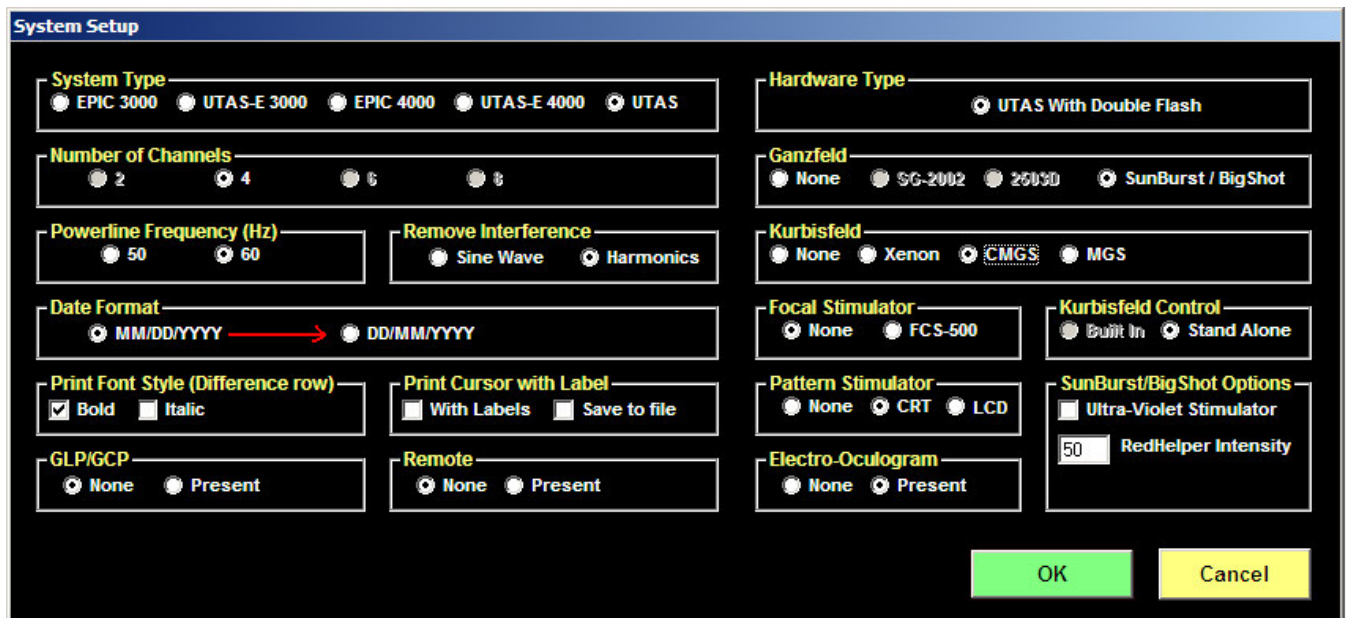 System Setup
System Type
EPIC 3000 UTAS-E 3000 EPIC 4000 UTAS-E 4000 UTAS
Hardware Type
UTAS With Double Flash
Number of Channels
2 4 6 8
Ganzfeld
None SG-2002 2503D SunBurst / BigShot
Powerline Frequency (Hz)
50 60
Remove Interference
Sine Wave Harmonics
Kurbisfeld
None Xenon CMGS MGS
Date Format
MM/DD/YYYY DD/MM/YYYY
Focal Stimulator
None FCS-500
Kurbisfeld Control
Built In Stand Alone
Print Font Style (Difference row)
Bold Italic
Print Cursor with Label
With Labels Save to file
Pattern Stimulator
None CRT LCD
SunBurst/BigShot Options
Ultra-Violet Stimulator
50 RedHelper Intensity
GLP/GCP
None Present
Remote
None Present
Electro-Oculogram
None Present
OK Cancel